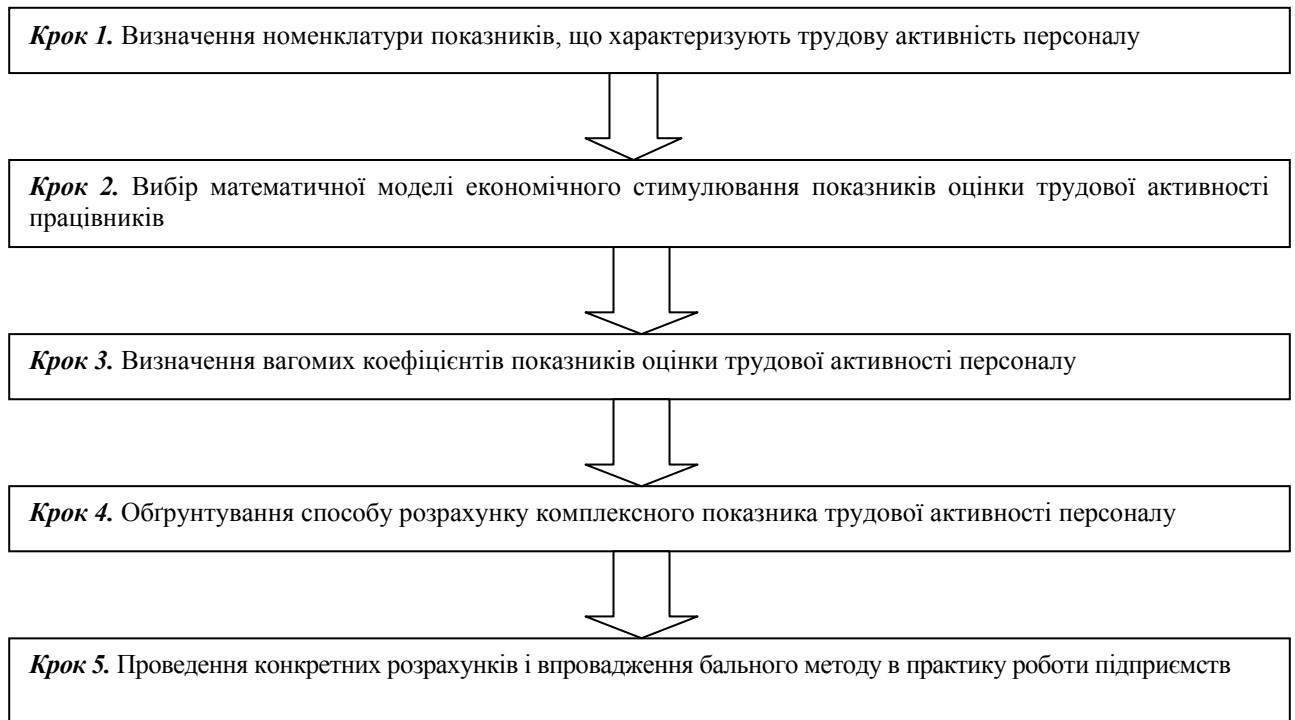 Крок 1. Визначення номенклатури показників, що характеризують трудову активність персоналу
Крок 2. Вибір математичної моделі економічного стимулювання показників оцінки трудової активності
працівників
Крок 3. Визначення вагомих коефіцієнтів показників оцінки трудової активності персоналу
Крок 4. Обґрунтування способу розрахунку комплексного показника трудової активності персоналу
Крок 5. Проведення конкретних розрахунків і впровадження бального методу в практику роботи підприємств